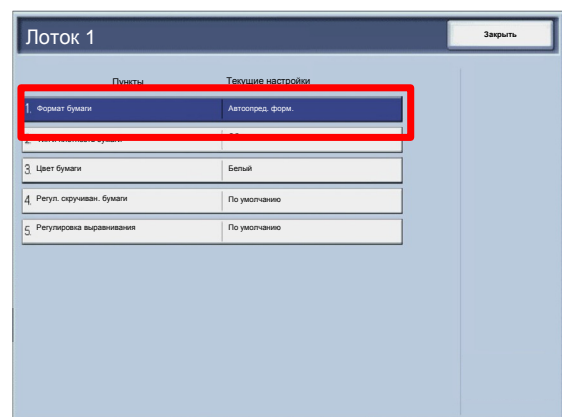 Лоток 1
Закрыть
Пункты Текущие настройки
1. Формат бумаги Автоопред. форм.
2.
3. Цвет бумаги Белый
4. Регул. скручиван. бумаги По умолчанию
5. Регулировка выравнивания По умолчанию